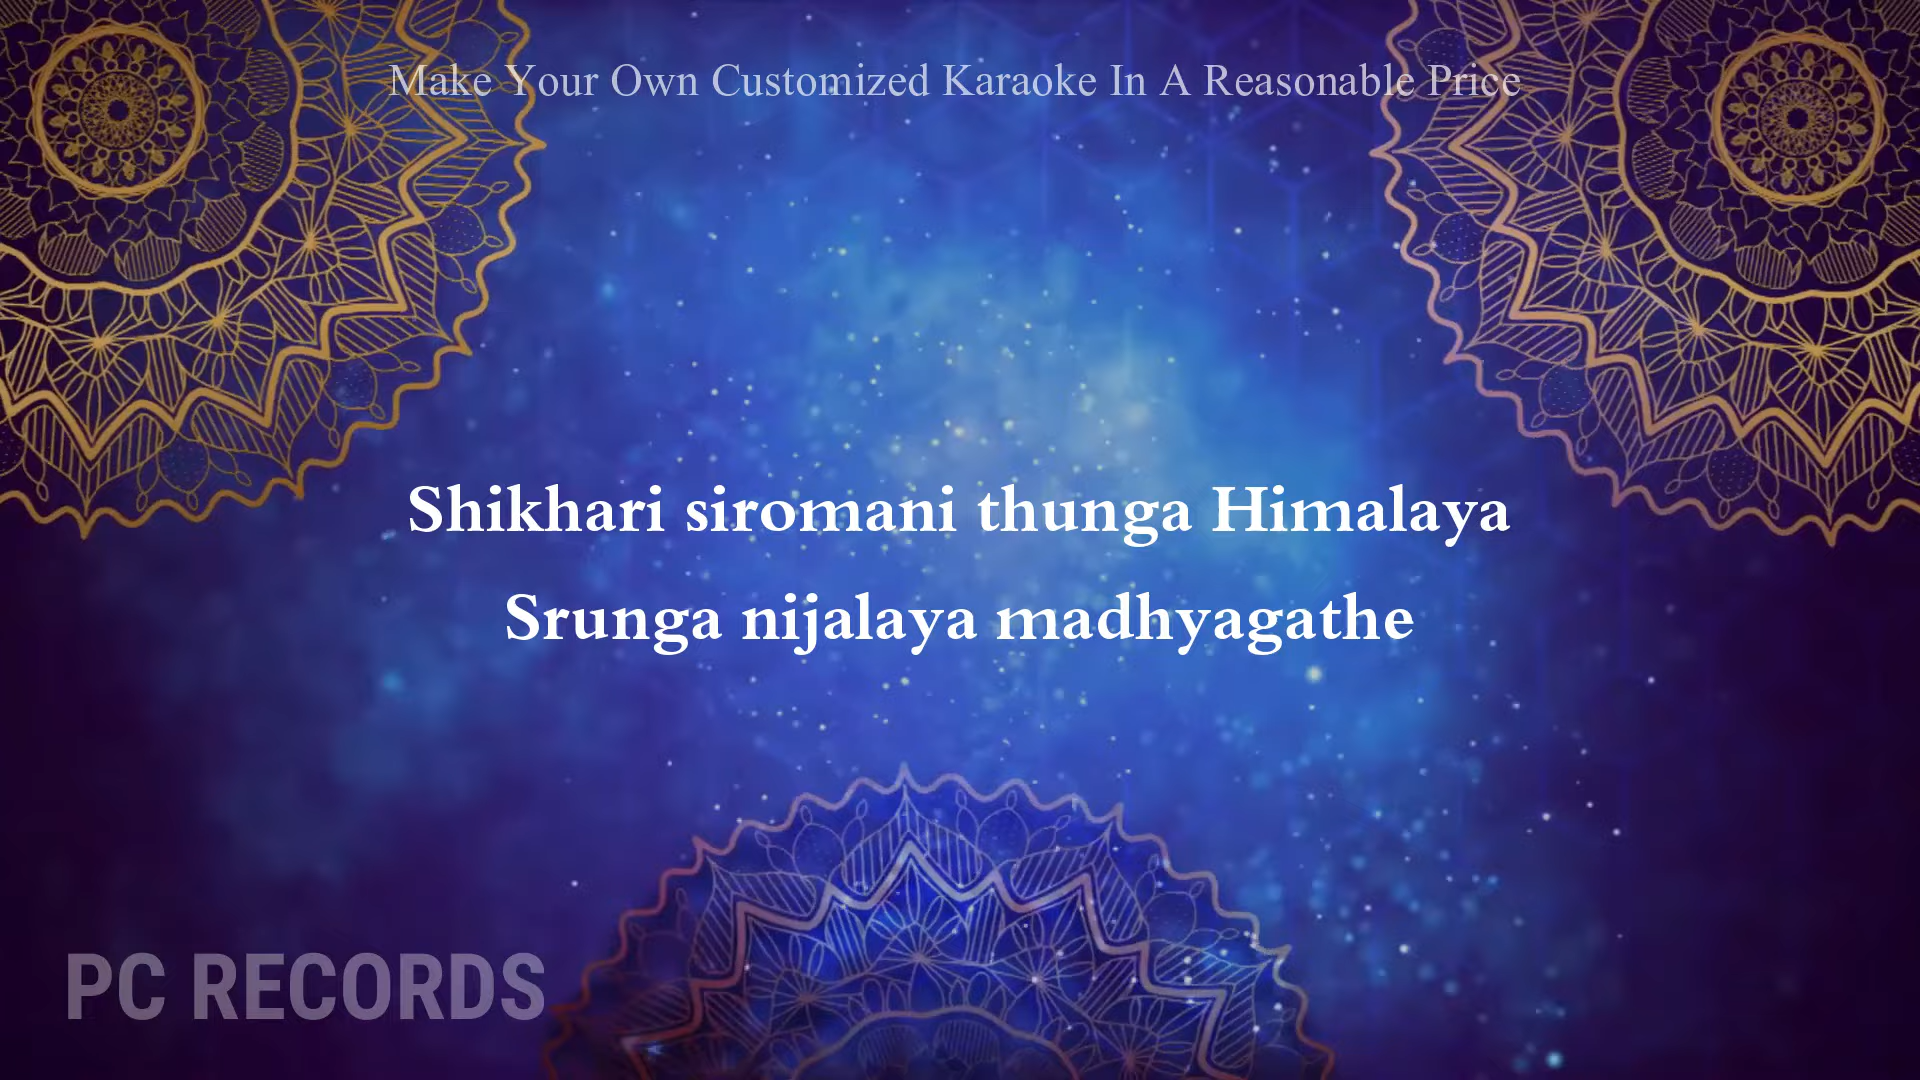 Make Your Own Customized Karaoke In A Reasonable Price
Shikhari siromani thunga Himalaya
Srunga nijalaya madhyagathe
PC RECORDS